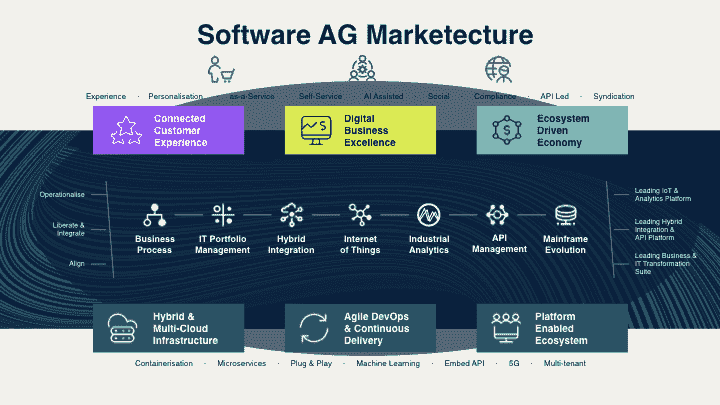 Software AG Marketecture
Experience · Personalisation · as-a-Service · Self-Service · AI Assisted · Social · Compliance · API Led · Syndication
Connected
Customer
Experience
Digital
Business
Excellence
Ecosystem
Driven
Economy
Operationalise
Liberate &
Integrate
Align
Business
Process
IT Portfolio
Management
Hybrid
Integration
Internet
of Things
Industrial
Analytics
API
Management
Mainframe
Evolution
Leading IoT &
Analytics Platform
Leading Hybrid
Integration &
API Platform
Leading Business &
IT Transformation
Suite
Hybrid &
Multi-Cloud
Infrastructure
Agile DevOps
& Continuous
Delivery
Platform
Enabled
Ecosystem
Containerisation · Microservices · Plug & Play · Machine Learning · Embed API · 5G · Multi-tenant